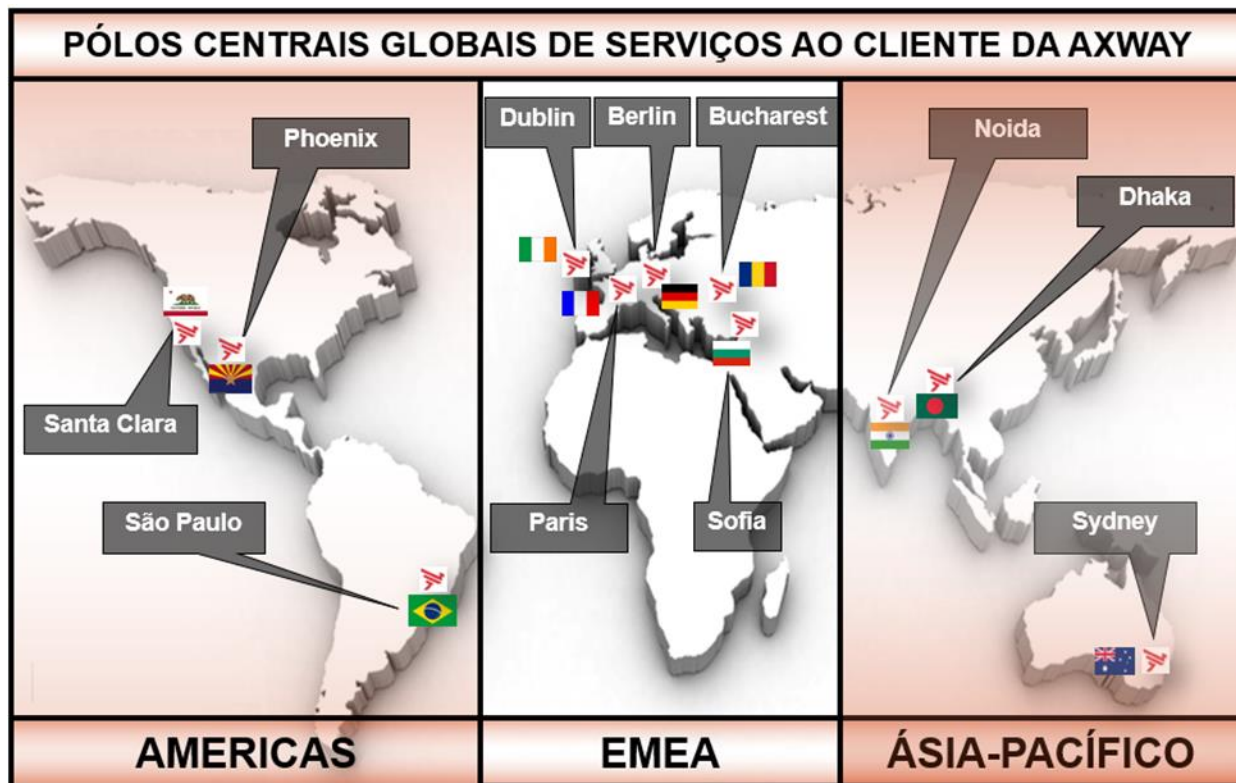 PÓLOS CENTRAIS GLOBAIS DE SERVIÇOS AO CLIENTE DA AXWAY
Phoenix
Santa Clara
São Paulo
AMERICAS
Dublin
Berlin
Bucharest
Paris
Sofia
EMEA
Noida
Dhaka
Sydney
ÁSIA-PACÍFICO